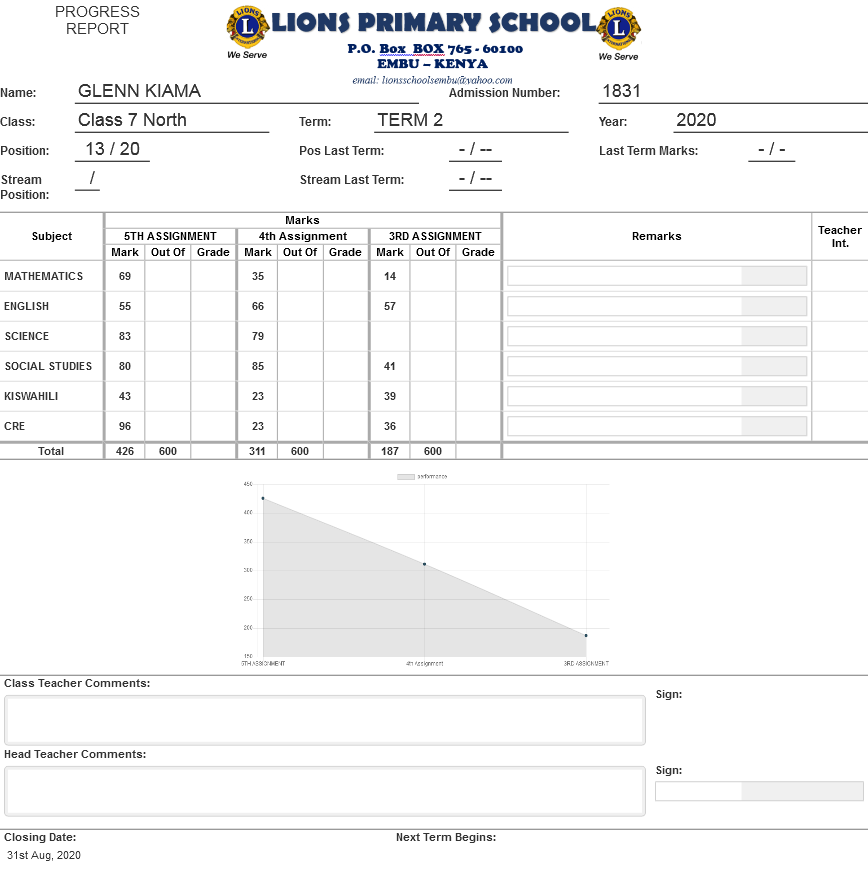 PROGRESS
REPORT
LIONS PRIMARY SCHOOL
P.O. Box BOX 765 - 60100
EMBU – KENYA
email: lionsschoolsembu@yahoo.com
LIONS L INTERNATIONAL We Serve
LIONS L INTERNATIONAL We Serve
Name: GLENN KIAMA Admission Number: 1831
Class: Class 7 North Term: TERM 2 Year: 2020
Position: 13 / 20 Pos Last Term: - / -- Last Term Marks: - / -
Stream Position: / Stream Last Term: - / --
Subject Marks Remarks Teacher Int.
5TH ASSIGNMENT 4th Assignment 3RD ASSIGNMENT
Mark Out Of Grade Mark Out Of Grade Mark Out Of Grade
MATHEMATICS 69 35 14
ENGLISH 55 66 57
SCIENCE 83 79
SOCIAL STUDIES 80 85 41
KISWAHILI 43 23 39
CRE 96 23 36
Total 426 600 311 600 187 600
performance
450
400
350
300
250
200
150
5TH ASSIGNMENT 4th Assignment 3RD ASSIGNMENT
Class Teacher Comments:
Sign:
Head Teacher Comments:
Sign:
Closing Date: Next Term Begins:
31st Aug, 2020